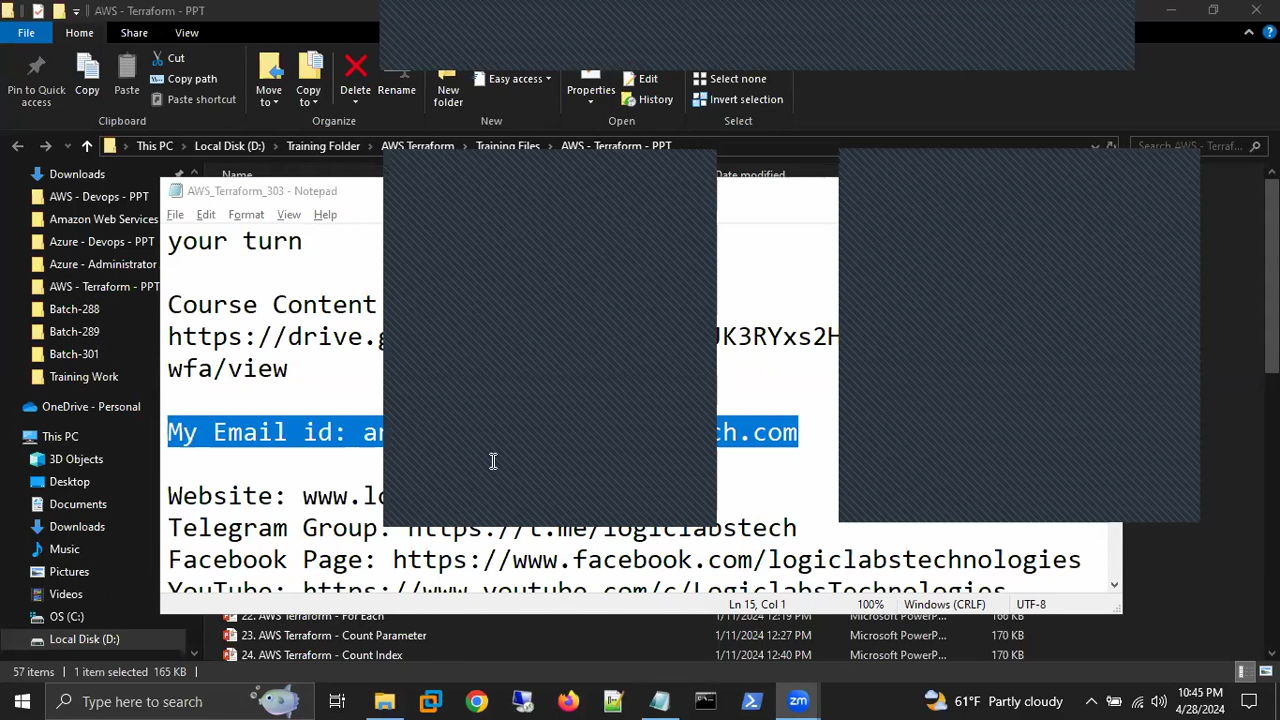 AWS - Terraform - PPT
File Home Share View
Pin to Quick access
Copy
Paste
Cut
Copy path
Paste shortcut
Move to
Copy to
Delete
Rename
New folder
Easy access
Properties
Edit
History
Select none
Invert selection
Clipboard Organize New Open Select
This PC > Local Disk (D:) > Training Folder > AWS Terraform > Training Files > AWS - Terraform - PPT
Search AWS - Terraf...
Date modified
Downloads
AWS - Devops - PPT
Amazon Web Services
Azure - Devops - PPT
Azure - Administrator
AWS - Terraform - PPT
Batch-288
Batch-289
Batch-301
Training Work
OneDrive - Personal
This PC
3D Objects
Desktop
Documents
Downloads
Music
Pictures
Videos
OS (C:)
Local Disk (D:)
AWS_Terraform_303 - Notepad
File Edit Format View Help
your turn
Course Content
https://drive.
JK3RYxs2H
wfa/view
My Email id:
ch.com
Website: www.
Telegram Group: https://t.me/logiclabstech
Facebook Page: https://www.facebook.com/logiclabstechnologies
YouTube: https://www.youtube.com/c/LogiclabsTechnologies
Ln 15, Col 1 100% Windows (CRLF) UTF-8
22. AWS Terraform - For Each 1/11/2024 12:19 PM Microsoft PowerP... 166 KB
23. AWS Terraform - Count Parameter 1/11/2024 12:27 PM Microsoft PowerP... 170 KB
24. AWS Terraform - Count Index 1/11/2024 12:40 PM Microsoft PowerP... 170 KB
57 items 1 item selected 165 KB
Type here to search
61°F Partly cloudy
10:45 PM
4/28/2024